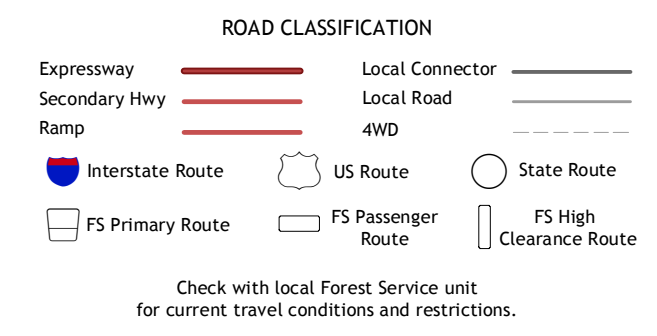 ROAD CLASSIFICATION
Expressway
Local Connector
Secondary Hwy
Local Road
Ramp
4WD
Interstate Route
US Route
State Route
FS Primary Route
FS Passenger
Route
FS High
Clearance Route
Check with local Forest Service unit
for current travel conditions and restrictions.